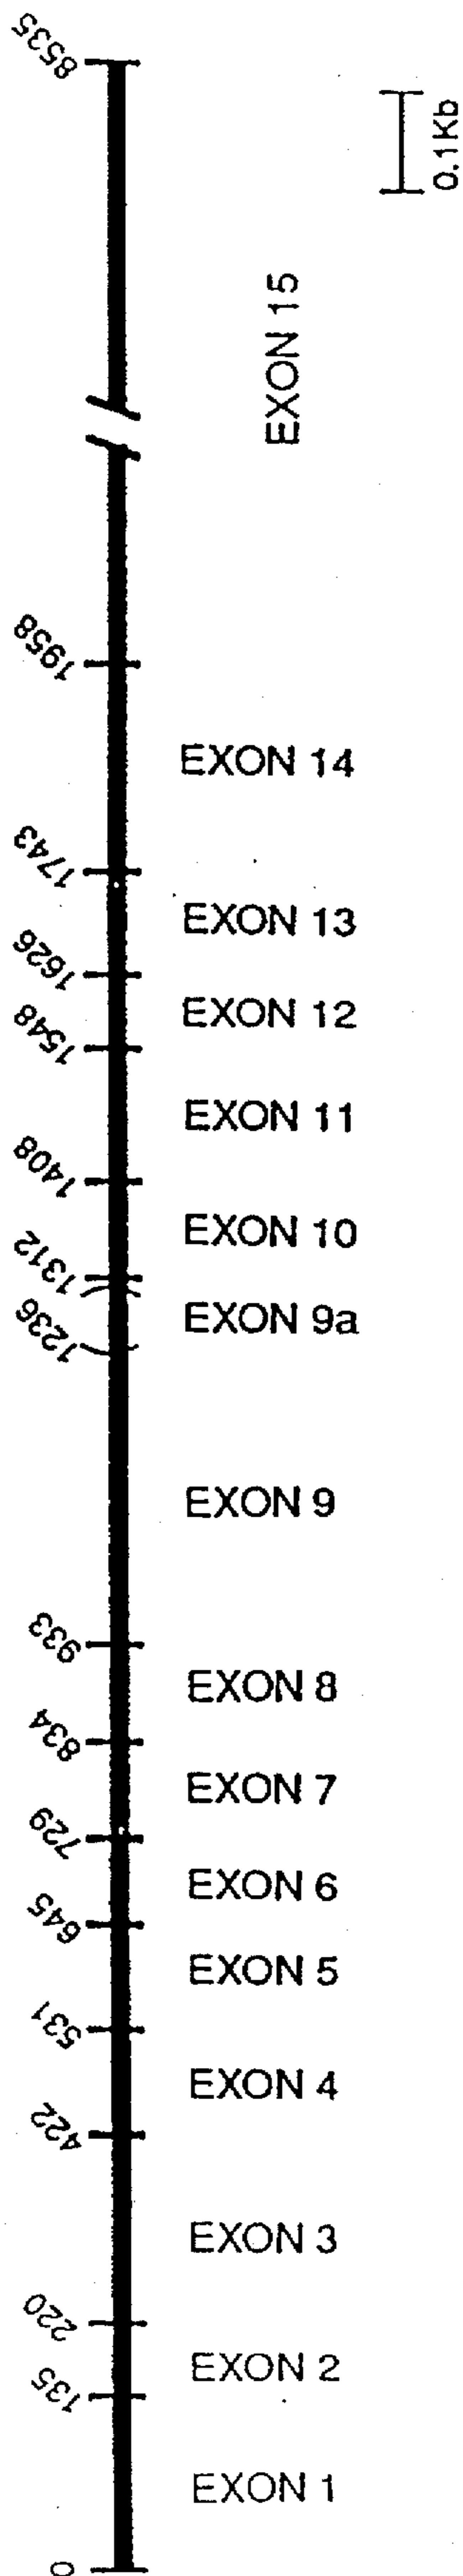 8535
0.1Kb
EXON 15
1958
EXON 14
1743
EXON 13
1626
EXON 12
1548
EXON 11
1408
EXON 10
1312
EXON 9a
1236
EXON 9
933
EXON 8
834
EXON 7
729
EXON 6
645
EXON 5
531
EXON 4
422
EXON 3
220
EXON 2
135
EXON 1
0